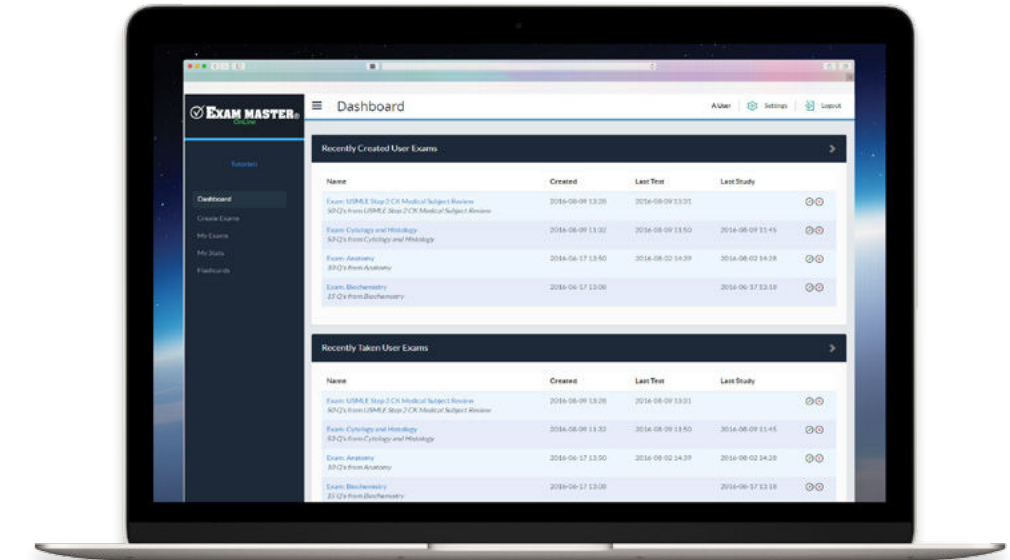 EXAM MASTER®
OnLine
Tutorials
Dashboard
Create Exams
My Exams
My Stats
Flashcards
Dashboard
A User
Settings
Logout
Recently Created User Exams
Name Created Last Test Last Study
Exam: USMLE Step 2 CK Medical Subject Review 2016-08-09 13:28 2016-08-09 13:31
50 Q's from USMLE Step 2 CK Medical Subject Review
Exam: Cytology and Histology 2016-08-09 11:32 2016-08-09 11:50 2016-08-09 11:45
50 Q's from Cytology and Histology
Exam: Anatomy 2016-06-17 13:50 2016-08-02 14:39 2016-08-02 14:28
10 Q's from Anatomy
Exam: Biochemistry 2016-06-17 13:08 2016-06-17 13:18
15 Q's from Biochemistry
Recently Taken User Exams
Name Created Last Test Last Study
Exam: USMLE Step 2 CK Medical Subject Review 2016-08-09 13:28 2016-08-09 13:31
50 Q's from USMLE Step 2 CK Medical Subject Review
Exam: Cytology and Histology 2016-08-09 11:32 2016-08-09 11:50 2016-08-09 11:45
50 Q's from Cytology and Histology
Exam: Anatomy 2016-06-17 13:50 2016-08-02 14:39 2016-08-02 14:28
10 Q's from Anatomy
Exam: Biochemistry 2016-06-17 13:08 2016-06-17 13:18
15 Q's from Biochemistry